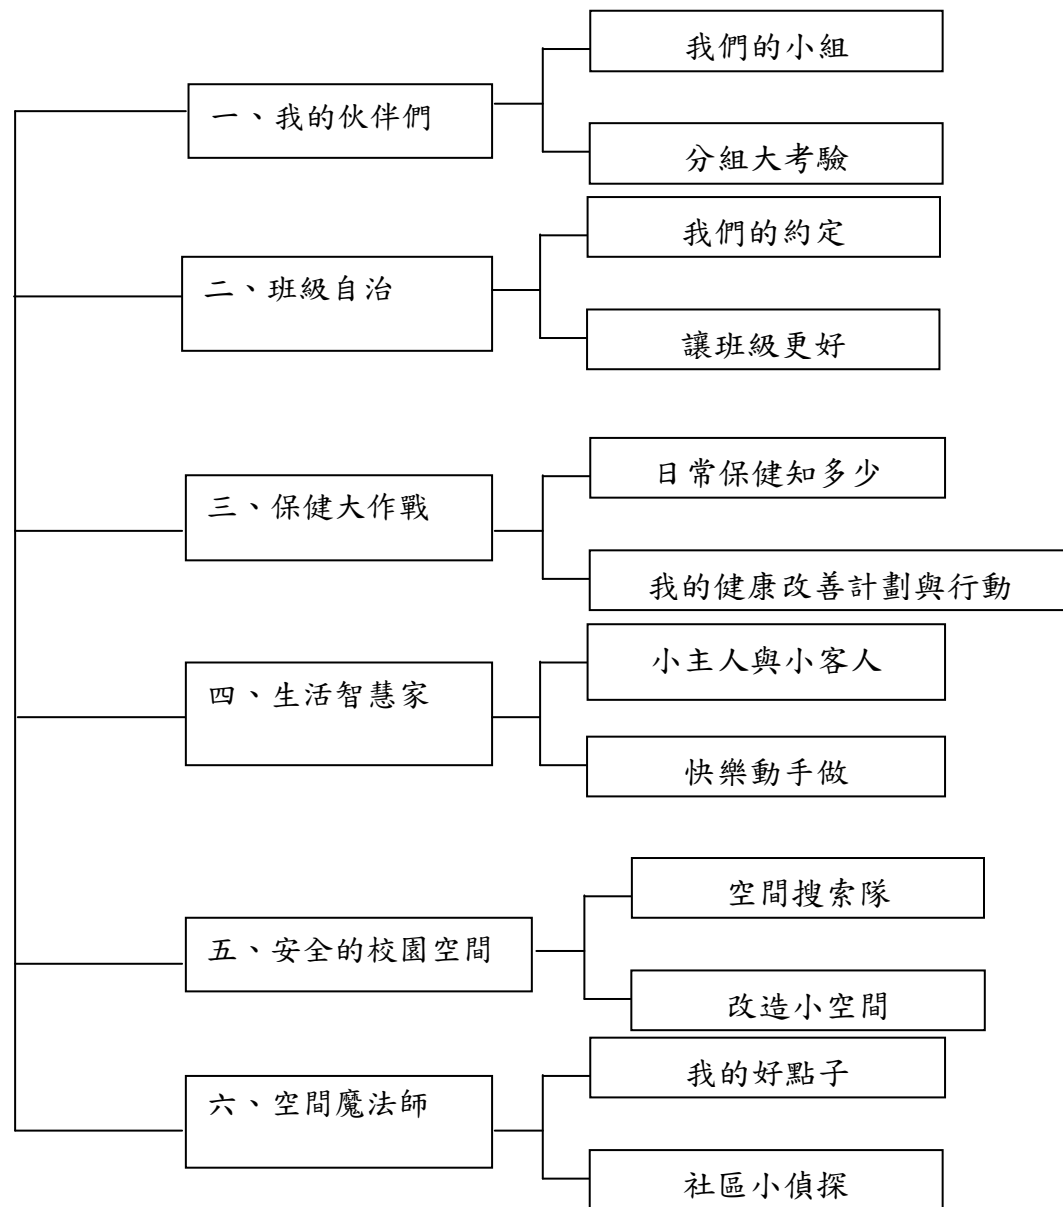 一、我的伙伴們
我們的小組
分組大考驗
二、班級自治
我們的約定
讓班級更好
三、保健大作戰
日常保健知多少
我的健康改善計劃與行動
四、生活智慧家
小主人與小客人
快樂動手做
五、安全的校園空間
空間搜索隊
改造小空間
六、空間魔法師
我的好點子
社區小偵探